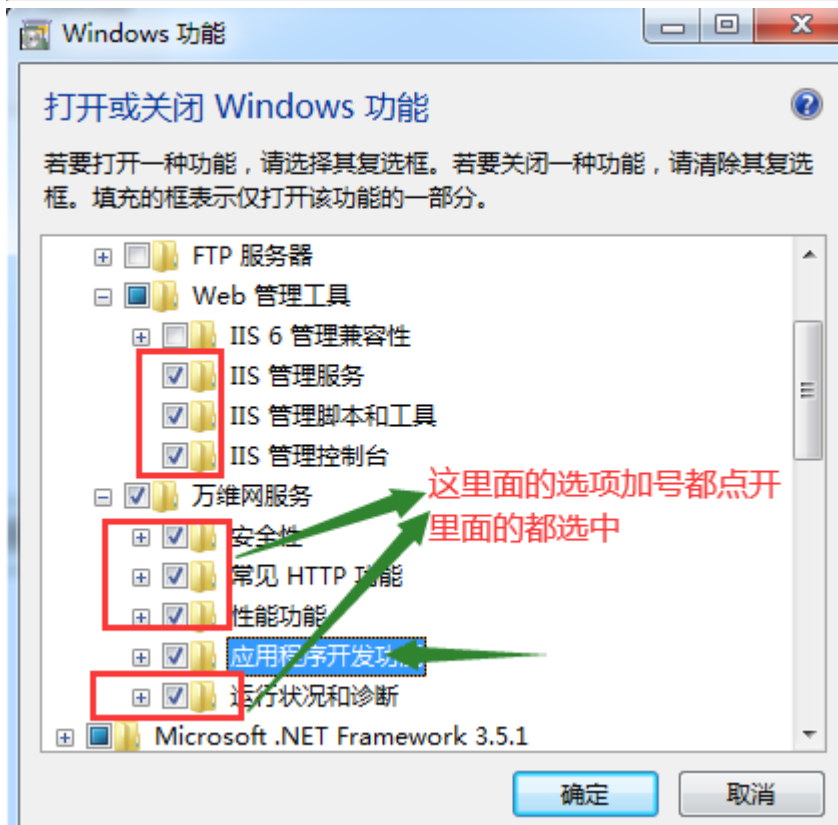 Windows 功能
打开或关闭 Windows 功能
若要打开一种功能，请选择其复选框。若要关闭一种功能，请清除其复选
框。填充的框表示仅打开该功能的一部分。
FTP 服务器
Web 管理工具
IIS 6 管理兼容性
IIS 管理服务
IIS 管理脚本和工具
IIS 管理控制台
万维网服务
这里面的选项加号都点开
里面的都选中
安全性
常见 HTTP 功能
性能功能
应用程序开发功能
运行状况和诊断
Microsoft .NET Framework 3.5.1
确定
取消